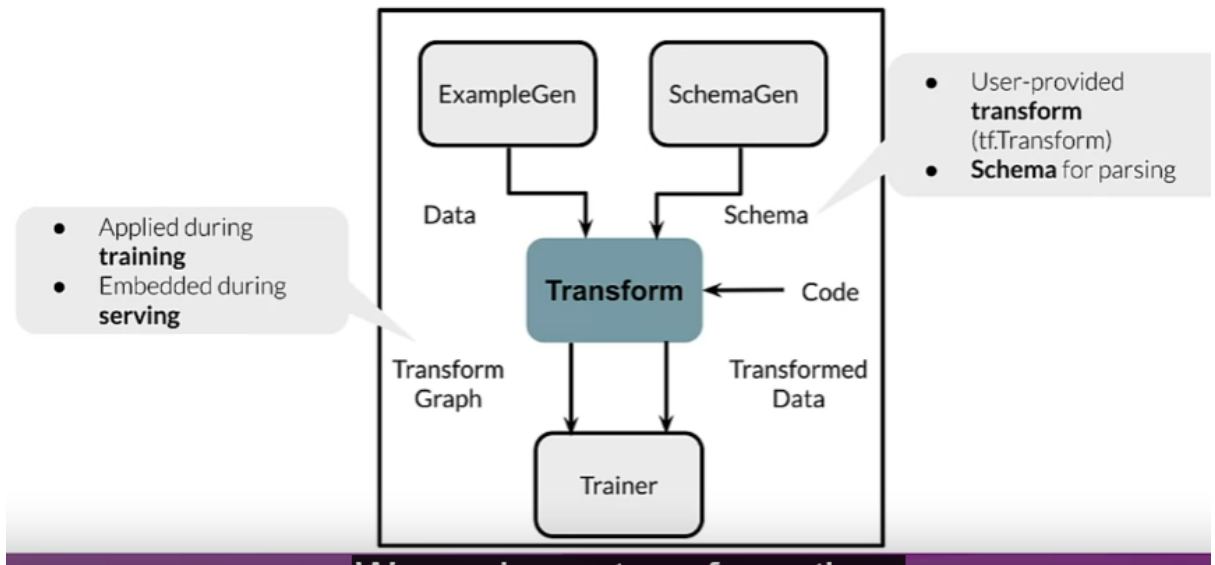 ExampleGen
SchemaGen
● User-provided
transform
(tf.Transform)
● Schema for parsing
Data
Schema
● Applied during
training
● Embedded during
serving
Transform
Code
Transform
Graph
Transformed
Data
Trainer